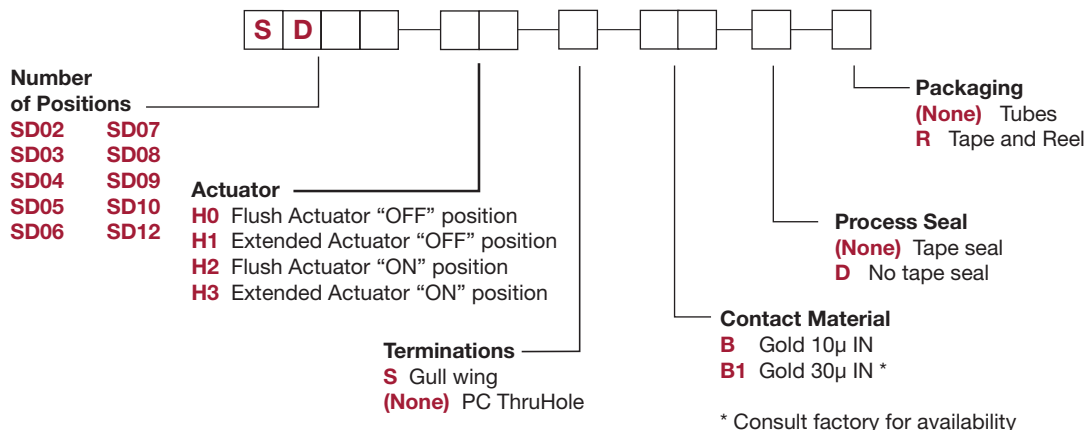 S D
Number
of Positions
SD02 SD07
SD03 SD08
SD04 SD09
SD05 SD10
SD06 SD12
Actuator
H0 Flush Actuator “OFF” position
H1 Extended Actuator “OFF” position
H2 Flush Actuator “ON” position
H3 Extended Actuator “ON” position
Terminations
S Gull wing
(None) PC ThruHole
Contact Material
B Gold 10µ IN
B1 Gold 30µ IN *
* Consult factory for availability
Process Seal
(None) Tape seal
D No tape seal
Packaging
(None) Tubes
R Tape and Reel